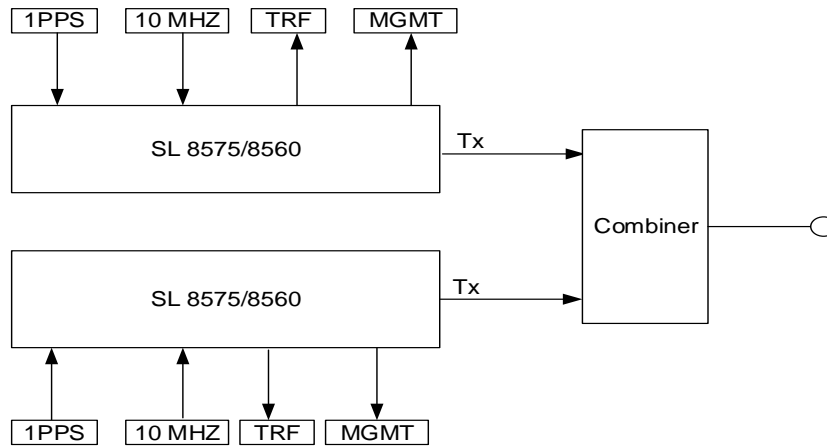 1PPS 10 MHZ TRF MGMT
SL 8575/8560
Tx
Combiner
SL 8575/8560
Tx
1PPS 10 MHZ TRF MGMT